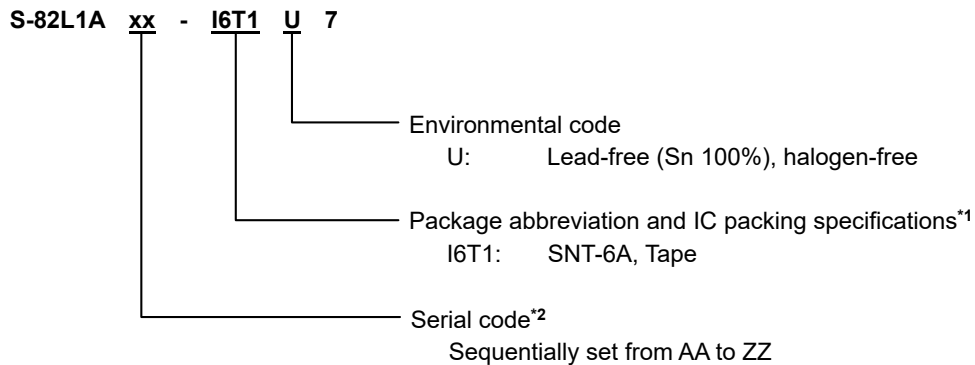 S-82L1A xx - I6T1 U 7
Environmental code
U: Lead-free (Sn 100%), halogen-free
Package abbreviation and IC packing specifications*1
I6T1: SNT-6A, Tape
Serial code*2
Sequentially set from AA to ZZ